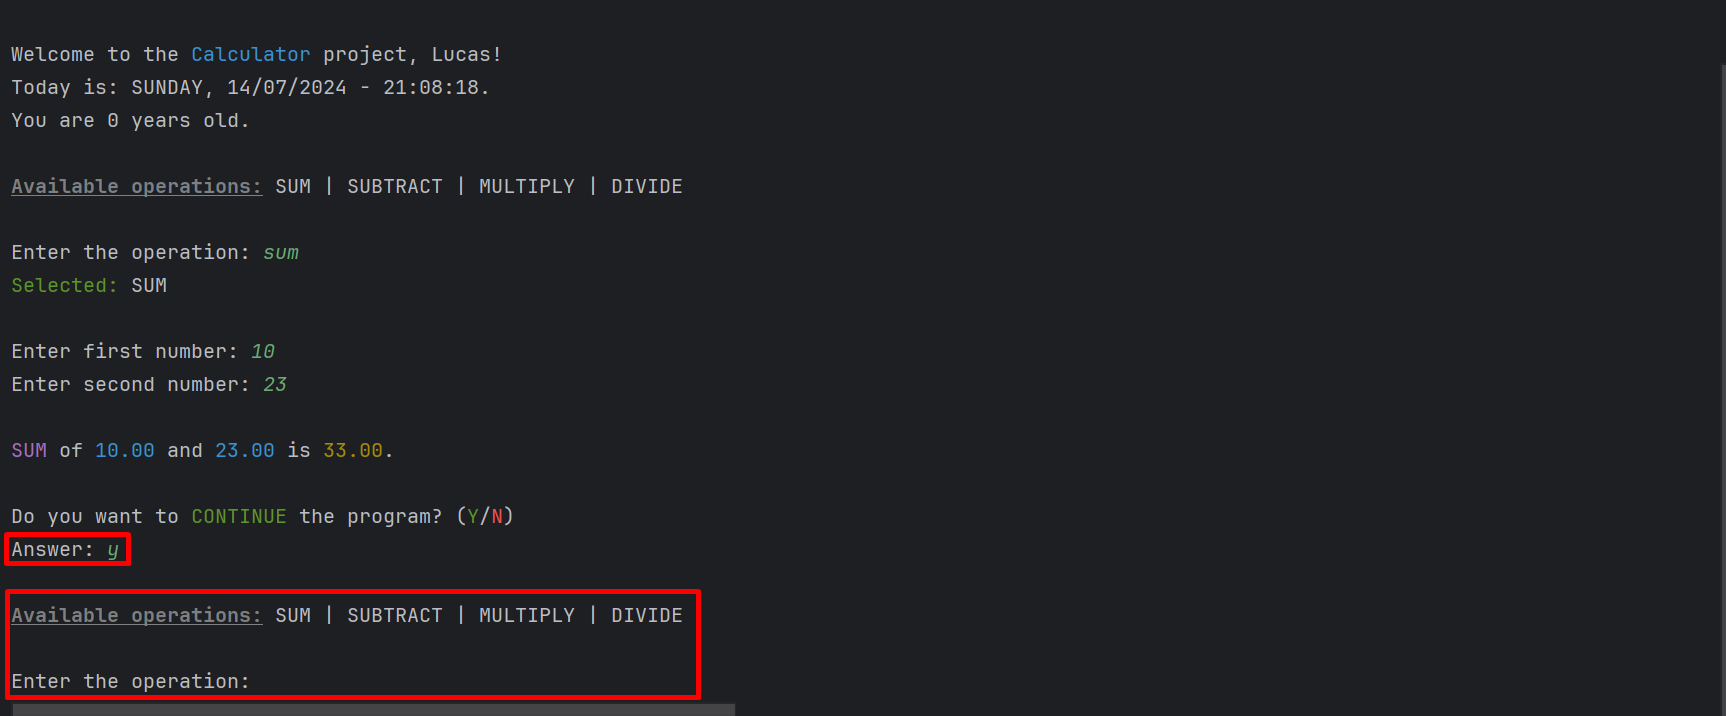 Welcome to the Calculator project, Lucas!
Today is: SUNDAY, 14/07/2024 - 21:08:18.
You are 0 years old.
Available operations: SUM | SUBTRACT | MULTIPLY | DIVIDE
Enter the operation: sum
Selected: SUM
Enter first number: 10
Enter second number: 23
SUM of 10.00 and 23.00 is 33.00.
Do you want to CONTINUE the program? (Y/N)
Answer: y
Available operations: SUM | SUBTRACT | MULTIPLY | DIVIDE
Enter the operation: